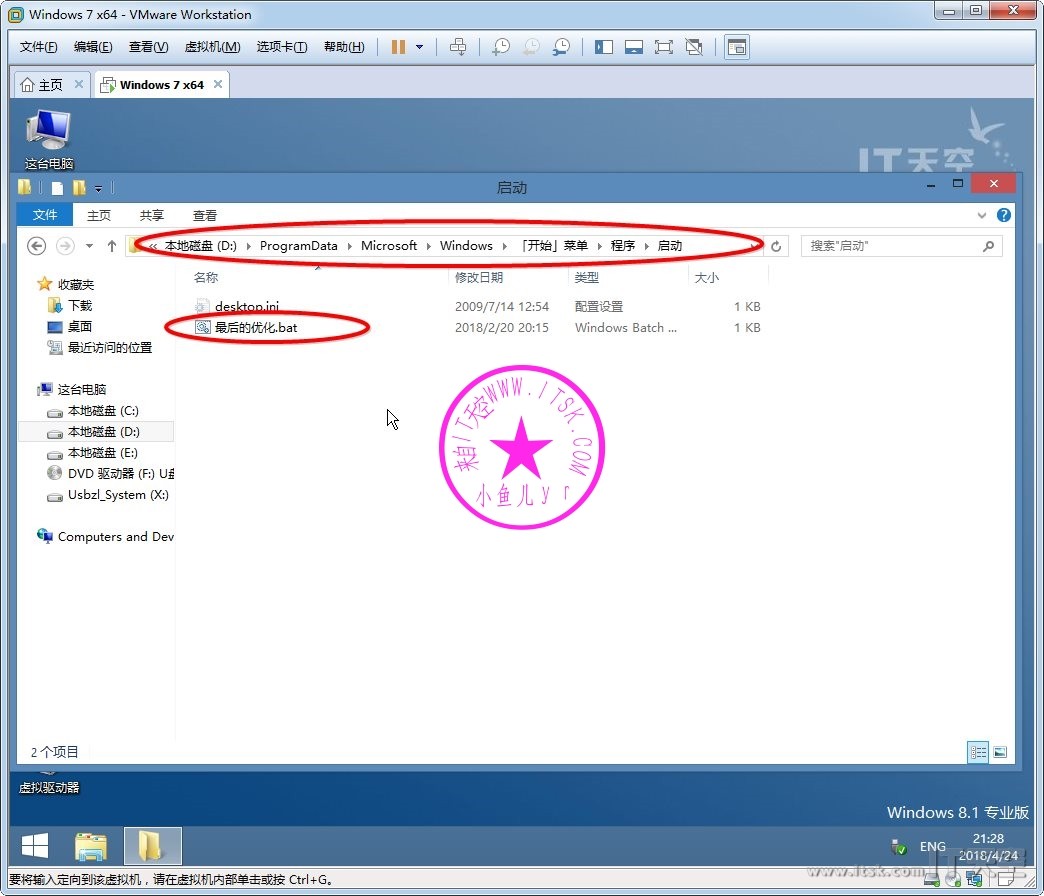 Windows 7 x64 - VMware Workstation
文件(F) 编辑(E) 查看(V) 虚拟机(M) 选项卡(T) 帮助(H)
主页 Windows 7 x64
这台电脑
IT天空
启动
文件 主页 共享 查看
« 本地磁盘 (D:) › ProgramData › Microsoft › Windows › 「开始」菜单 › 程序 › 启动 搜索"启动"
名称 修改日期 类型 大小
desktop.ini 2009/7/14 12:54 配置设置 1 KB
最后的优化.bat 2018/2/20 20:15 Windows Batch ... 1 KB
收藏夹
下载
桌面
最近访问的位置
这台电脑
本地磁盘 (C:)
本地磁盘 (D:)
本地磁盘 (E:)
DVD 驱动器 (F:) U盘
Usbzl_System (X:)
Computers and Dev
来自IT天空WWW.ITSK.COM
小鱼儿yr
2 个项目
虚拟驱动器
Windows 8.1 专业版
ENG
21:28
2018/4/24
www.itsk.com IT天空
要将输入定向到该虚拟机，请在虚拟机内部单击或按 Ctrl+G。